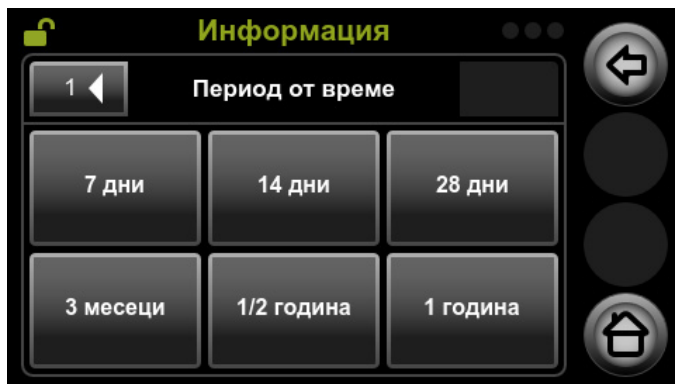 Информация
1 Период от време
7 дни 14 дни 28 дни
3 месеци 1/2 година 1 година